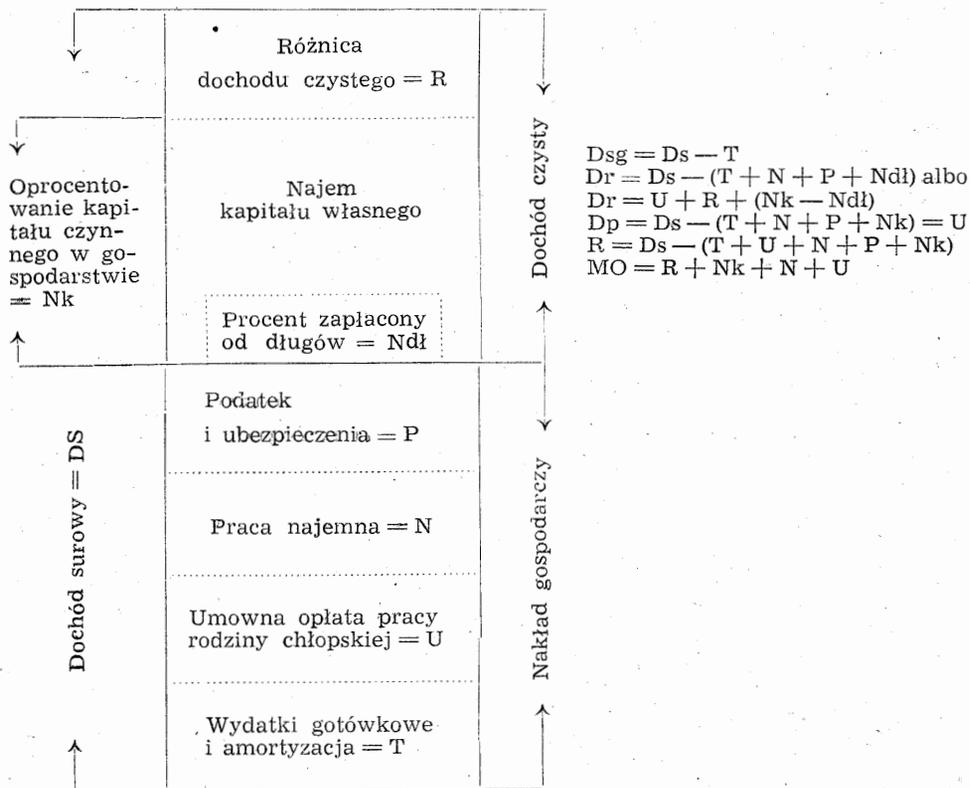 Różnica
dochodu czystego = R
Oprocento-
wanie kapi-
tału czyn-
nego w go-
spodarstwie
= Nk
Najem
kapitału własnego
Procent zapłacony
od długów = Ndł
Dochód czysty
Dsg = Ds — T
Dr = Ds — (T + N + P + Ndł) albo
Dr = U + R + (Nk — Ndł)
Dp = Ds — (T + N + P + Nk) = U
R = Ds — (T + U + N + P + Nk)
MO = R + Nk + N + U
Dochód surowy = DS
Podatek
i ubezpieczenia = P
Praca najemna = N
Umowna opłata pracy
rodziny chłopskiej = U
Wydatki gotówkowe
i amortyzacja = T
Nakład gospodarczy